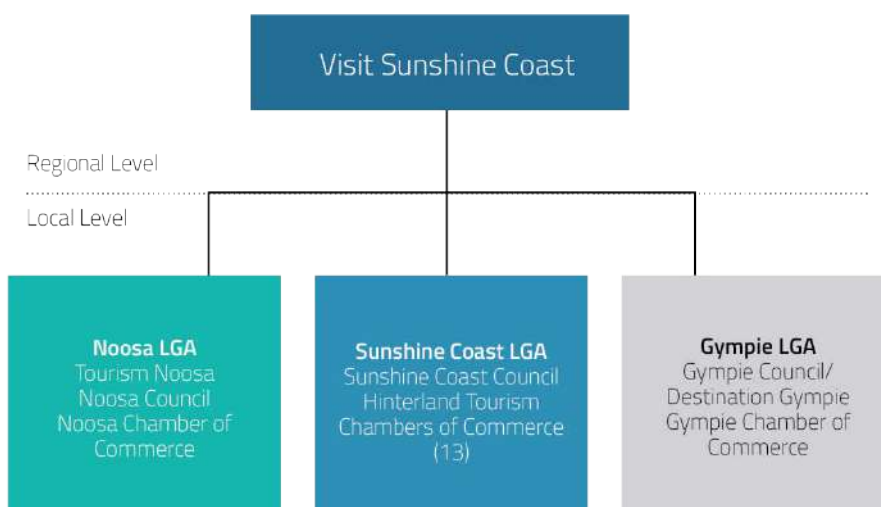 Visit Sunshine Coast
Regional Level
Local Level
Noosa LGA
Tourism Noosa
Noosa Council
Noosa Chamber of
Commerce
Sunshine Coast LGA
Sunshine Coast Council
Hinterland Tourism
Chambers of Commerce
(13)
Gympie LGA
Gympie Council/
Destination Gympie
Gympie Chamber of
Commerce